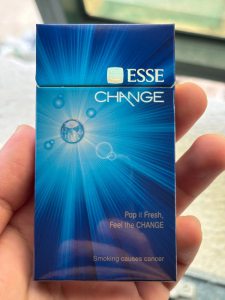 ESSE
CHANGE
Pop it Fresh,
Feel the CHANGE
Smoking causes cancer